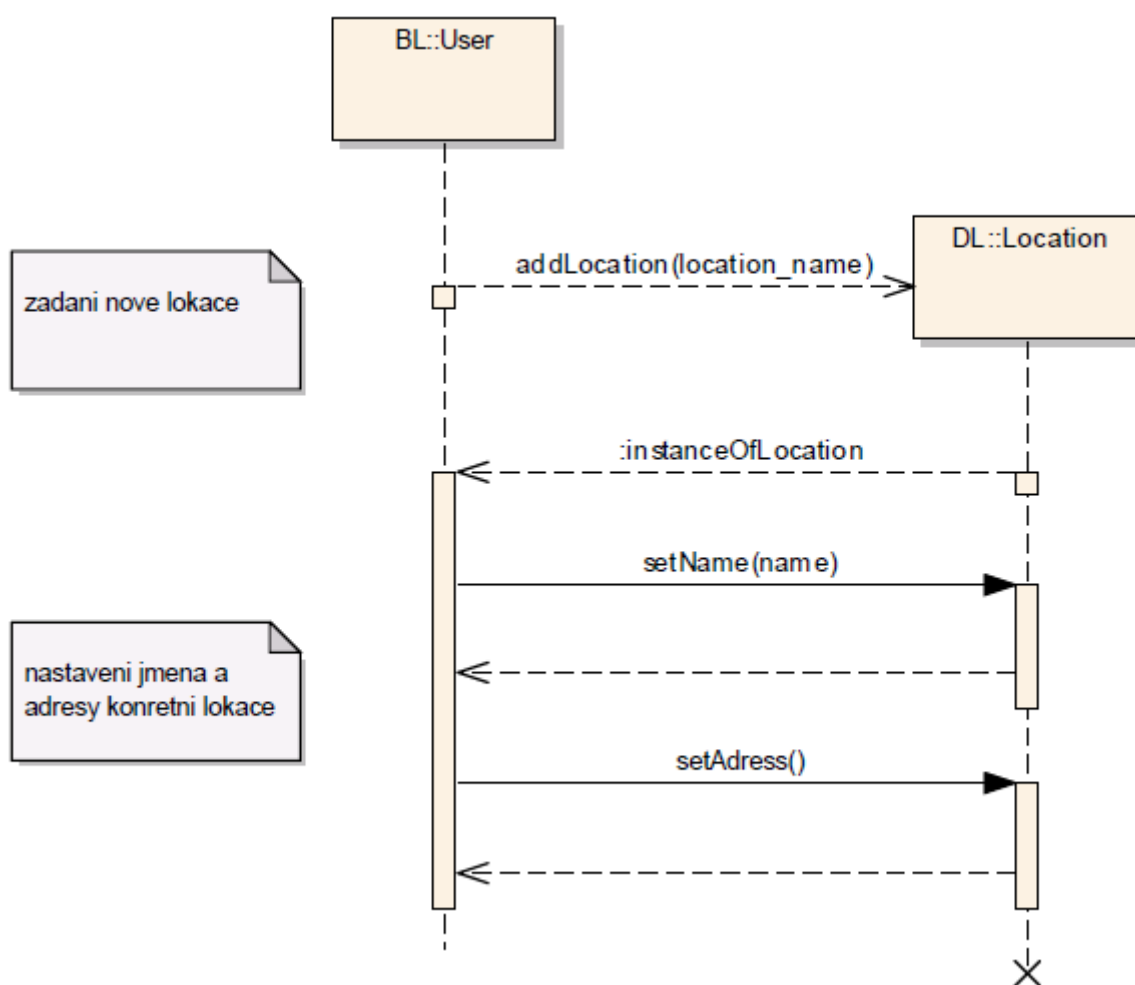 BL::User
DL::Location
addLocation(location_name)
zadani nove lokace
:instanceOfLocation
setName(name)
nastaveni jmena a
adresy konretni lokace
setAdress()